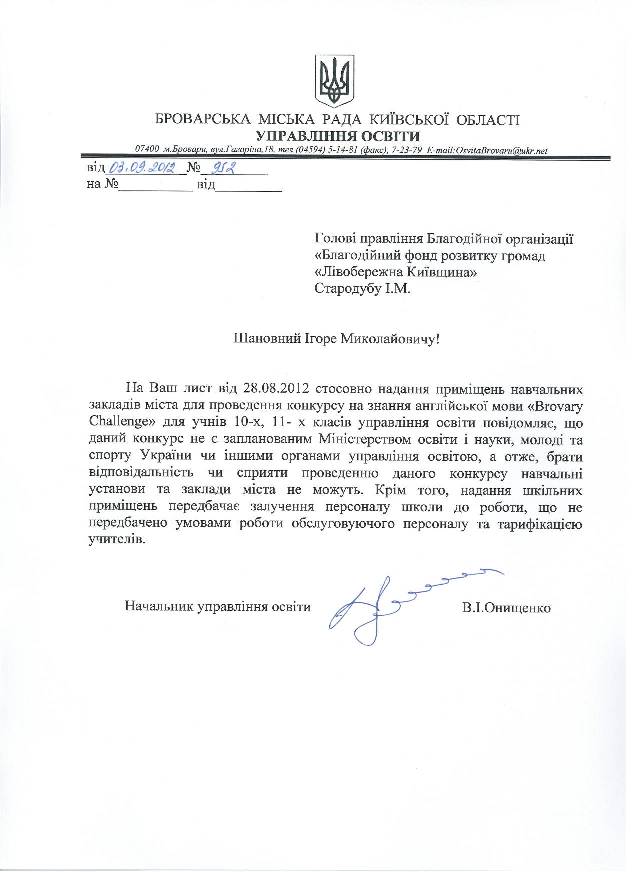 БРОВАРСЬКА МІСЬКА РАДА КИЇВСЬКОЇ ОБЛАСТІ
УПРАВЛІННЯ ОСВІТИ
07400 м.Бровари, вул.Гагаріна,18, тел (04594) 5-14-81 (факс), 7-23-79 E-mail:OsvitaBrovary@ukr.net
від 03.09.2012 № 952
на №__________ від__________
Голові правління Благодійної організації
«Благодійний фонд розвитку громад
«Лівобережна Київщина»
Стародубу І.М.
Шановний Ігоре Миколайовичу!
На Ваш лист від 28.08.2012 стосовно надання приміщень навчальних
закладів міста для проведення конкурсу на знання англійської мови «Brovary
Challenge» для учнів 10-х, 11- х класів управління освіти повідомляє, що
даний конкурс не є запланованим Міністерством освіти і науки, молоді та
спорту України чи іншими органами управління освітою, а отже, брати
відповідальність чи сприяти проведенню даного конкурсу навчальні
установи та заклади міста не можуть. Крім того, надання шкільних
приміщень передбачає залучення персоналу школи до роботи, що не
передбачено умовами роботи обслуговуючого персоналу та тарифікацією
учителів.
Начальник управління освіти В.І.Онищенко